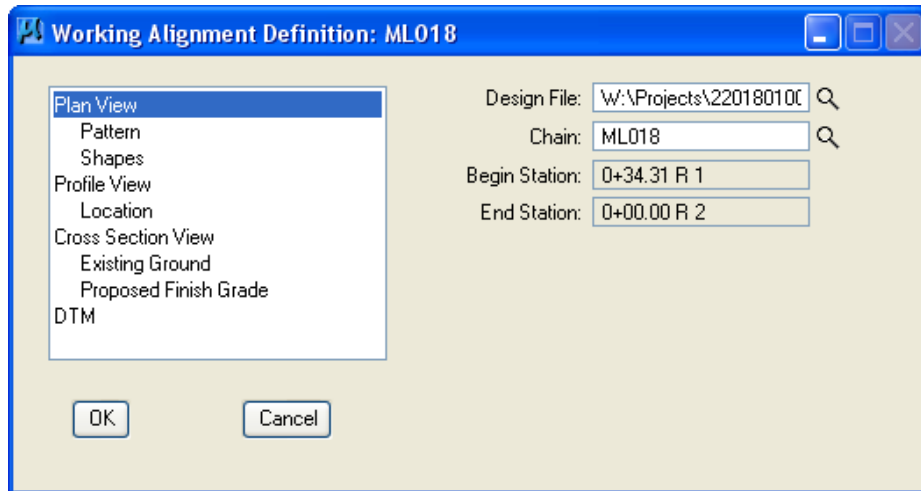 Working Alignment Definition: ML018
Plan View
Pattern
Shapes
Profile View
Location
Cross Section View
Existing Ground
Proposed Finish Grade
DTM
Design File: W:\Projects\22018010(
Chain: ML018
Begin Station: 0+34.31 R 1
End Station: 0+00.00 R 2
OK Cancel